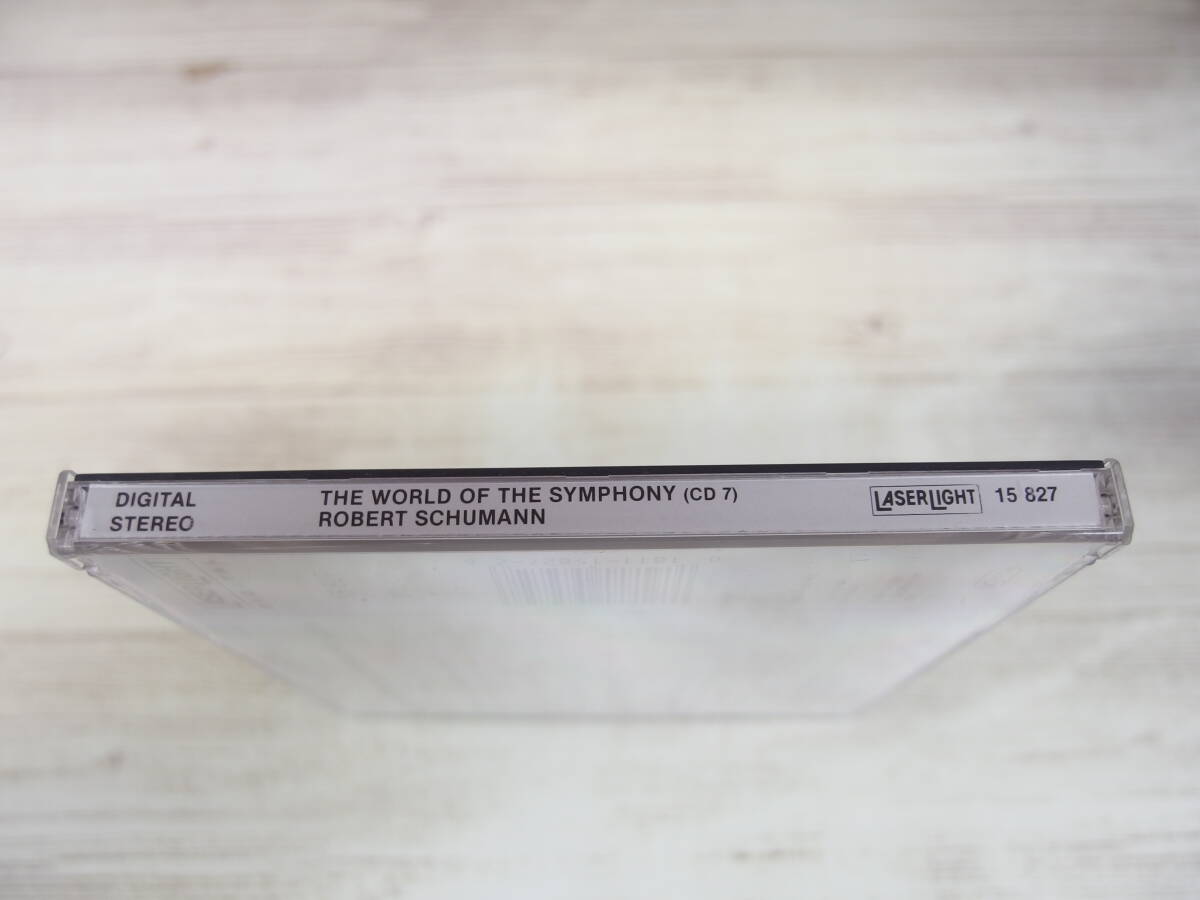 DIGITAL
STEREO
THE WORLD OF THE SYMPHONY (CD 7)
ROBERT SCHUMANN
LASERLIGHT
15 827